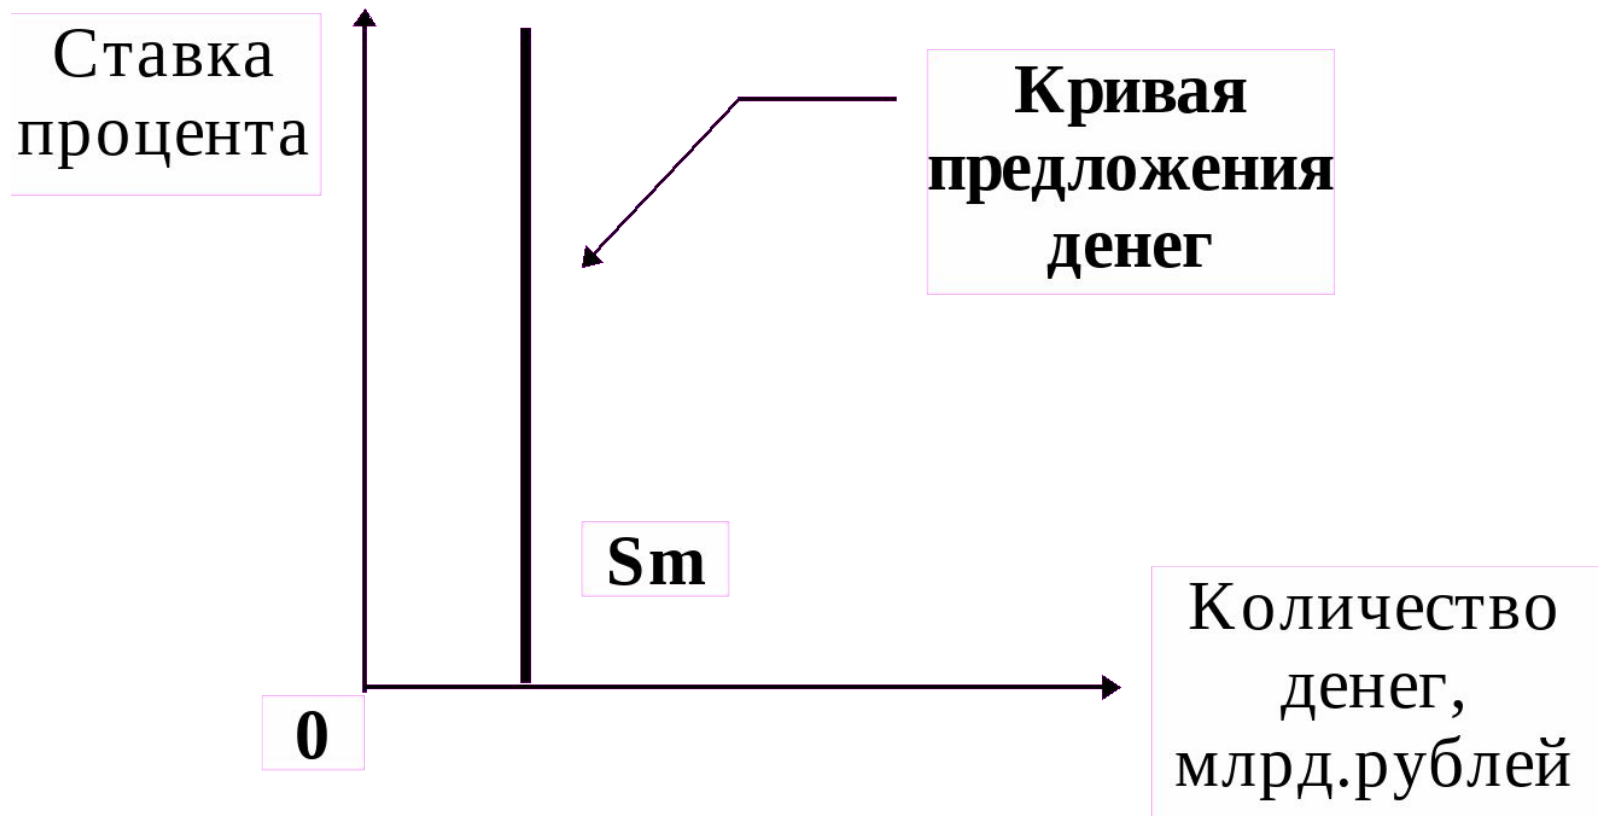 Ставка
процента
Кривая
предложения
денег
Sm
Количество
денег,
млрд.рублей
0